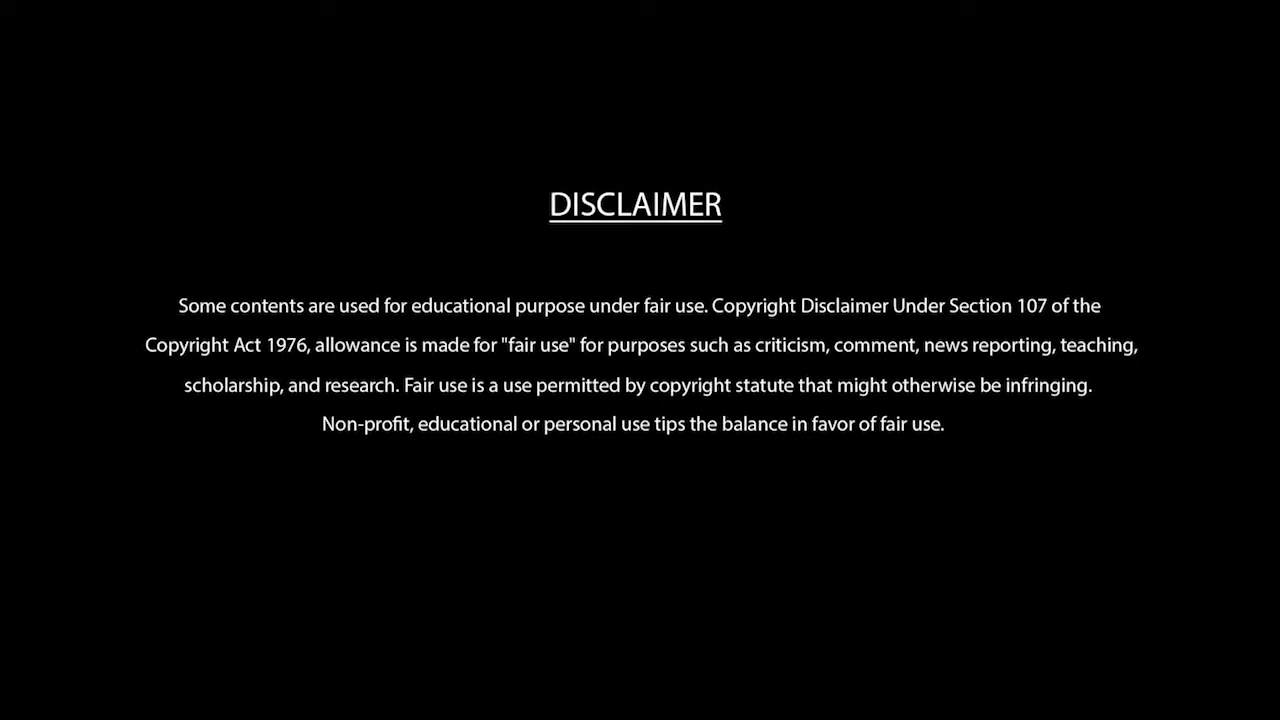 DISCLAIMER
Some contents are used for educational purpose under fair use. Copyright Disclaimer Under Section 107 of the
Copyright Act 1976, allowance is made for "fair use" for purposes such as criticism, comment, news reporting, teaching,
scholarship, and research. Fair use is a use permitted by copyright statute that might otherwise be infringing.
Non-profit, educational or personal use tips the balance in favor of fair use.